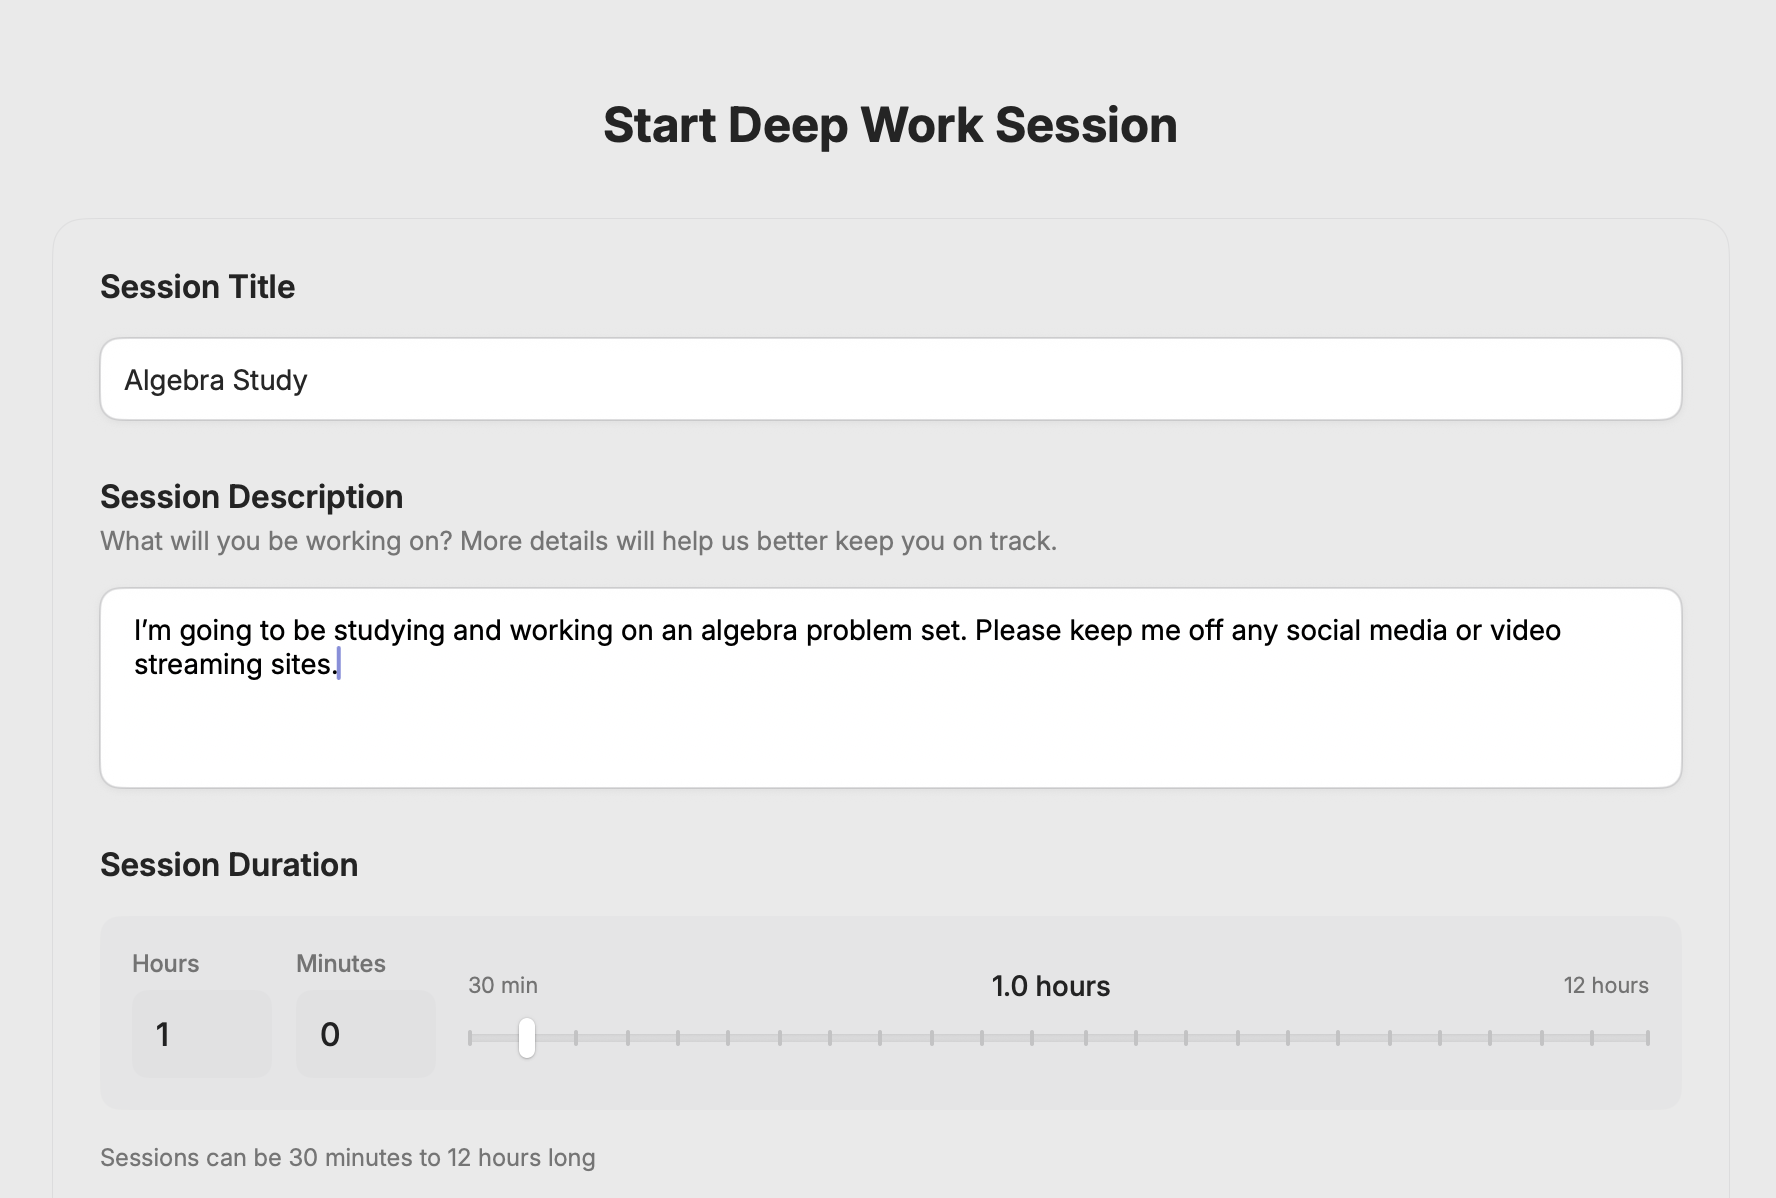 Start Deep Work Session
Session Title
Algebra Study
Session Description
What will you be working on? More details will help us better keep you on track.
I’m going to be studying and working on an algebra problem set. Please keep me off any social media or video
streaming sites.
Session Duration
Hours
Minutes
30 min
1.0 hours
12 hours
1
0
Sessions can be 30 minutes to 12 hours long